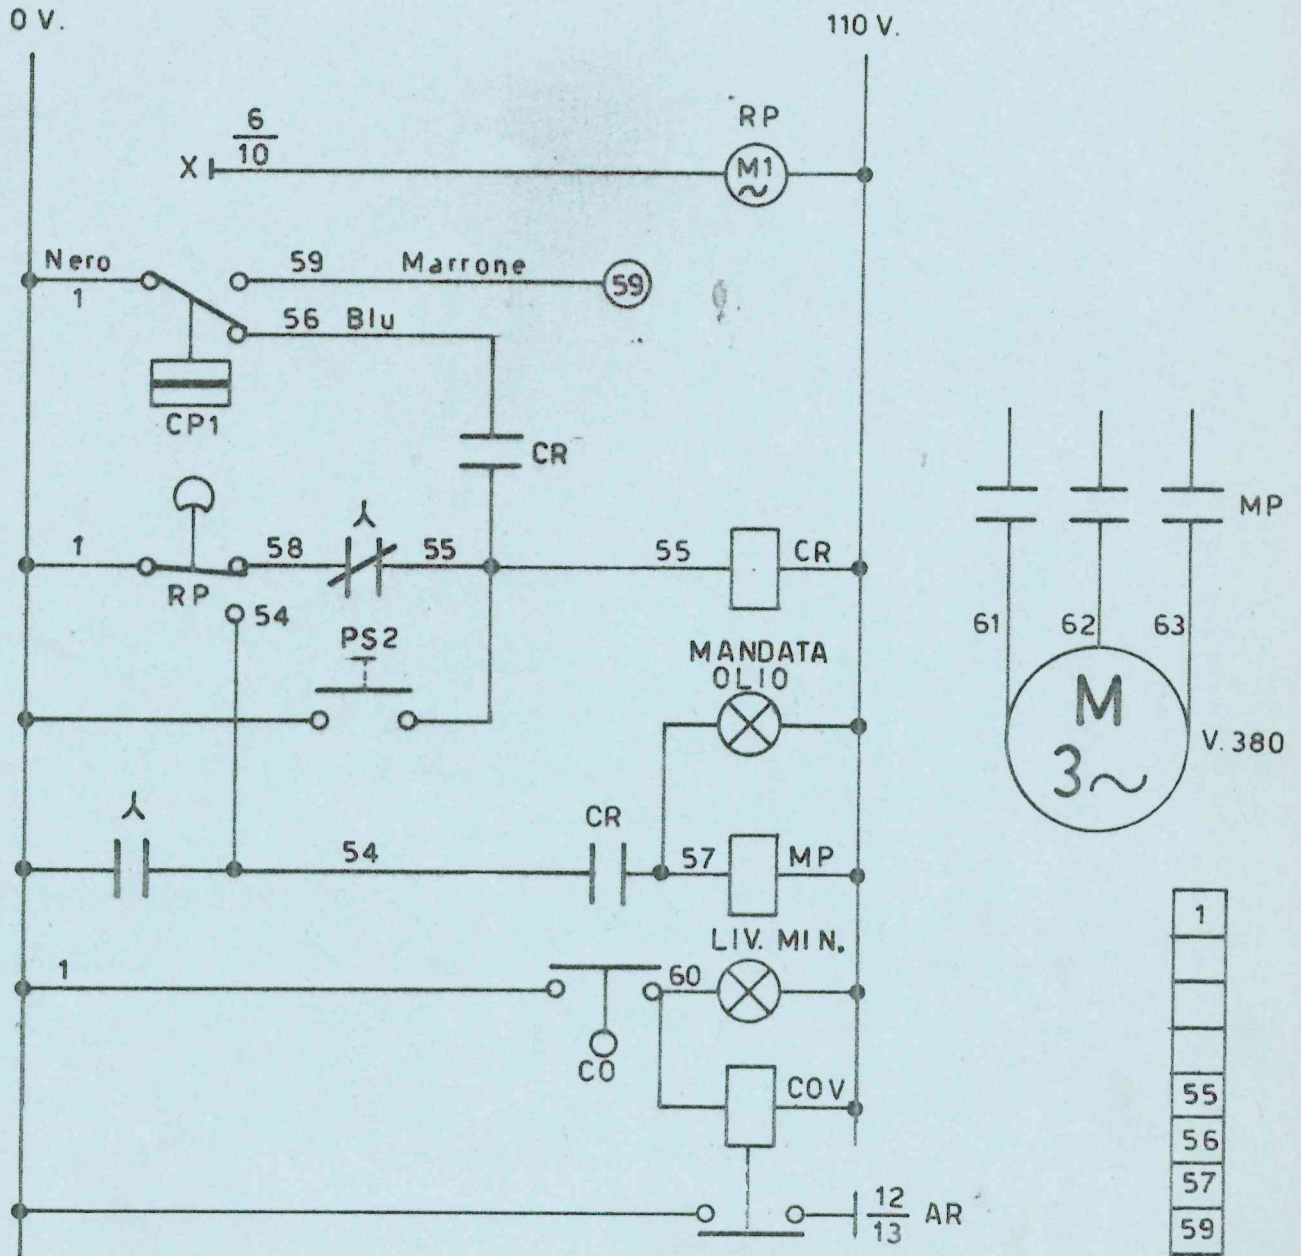 0 V.
110 V.
6
10
X
RP
M1
~
Nero
1
59
Marrone
59
56 Blu
CP1
CR
1
RP
58
55
55
CR
54
PS2
MANDATA
OLIO
MP
61
62
63
M
3~
V. 380
54
CR
57
MP
1
LIV. MIN.
60
CO
COV
12
13
AR
1
55
56
57
59